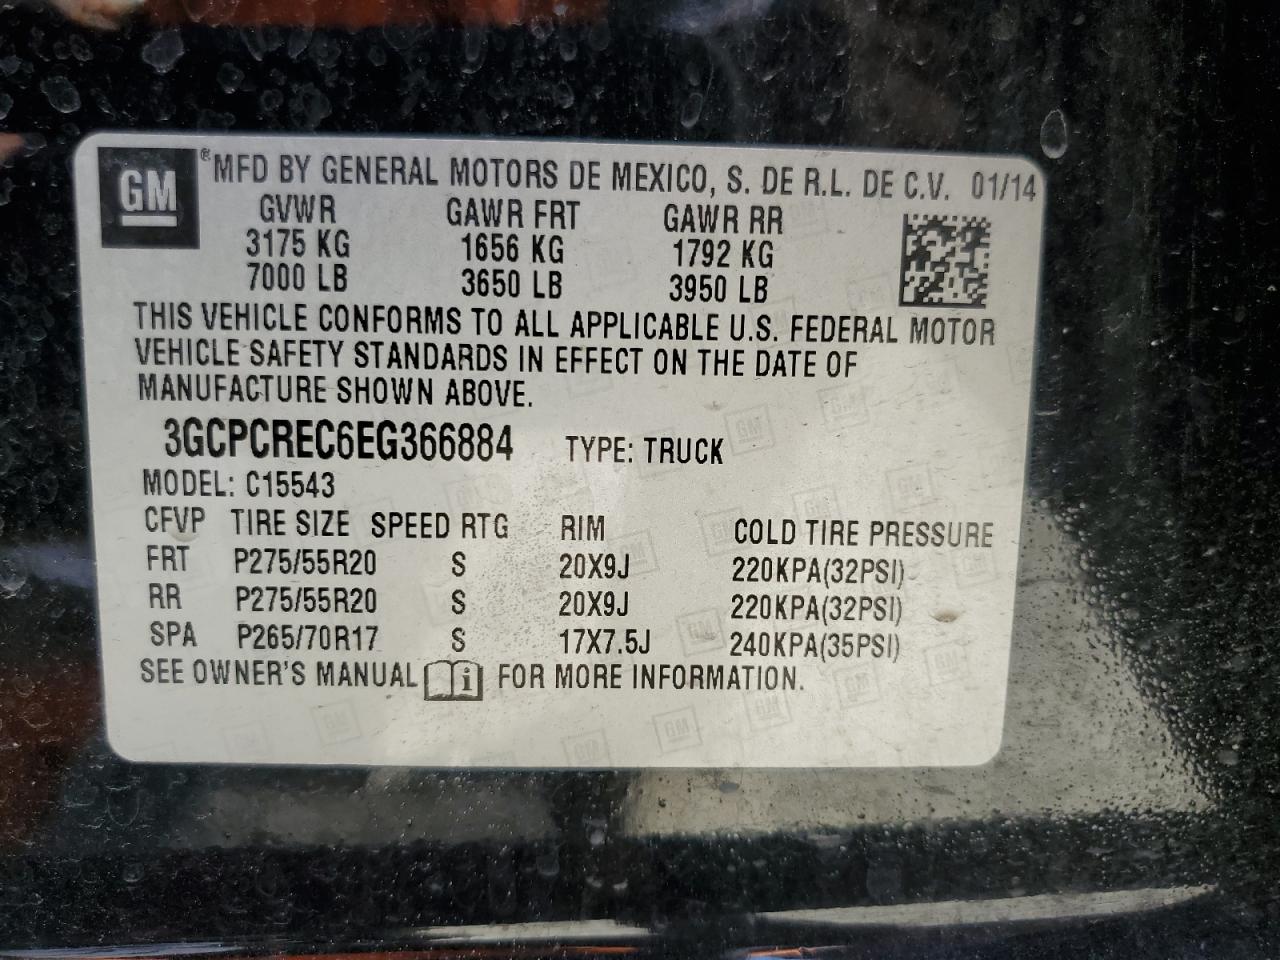 GM ® MFD BY GENERAL MOTORS DE MEXICO, S. DE R.L. DE C.V. 01/14
GVWR GAWR FRT GAWR RR
3175 KG 1656 KG 1792 KG
7000 LB 3650 LB 3950 LB
THIS VEHICLE CONFORMS TO ALL APPLICABLE U.S. FEDERAL MOTOR
VEHICLE SAFETY STANDARDS IN EFFECT ON THE DATE OF
MANUFACTURE SHOWN ABOVE.
3GCPCREC6EG366884 TYPE: TRUCK
MODEL: C15543
CFVP TIRE SIZE SPEED RTG RIM COLD TIRE PRESSURE
FRT P275/55R20 S 20X9J 220KPA(32PSI)
RR P275/55R20 S 20X9J 220KPA(32PSI)
SPA P265/70R17 S 17X7.5J 240KPA(35PSI)
SEE OWNER'S MANUAL i FOR MORE INFORMATION.